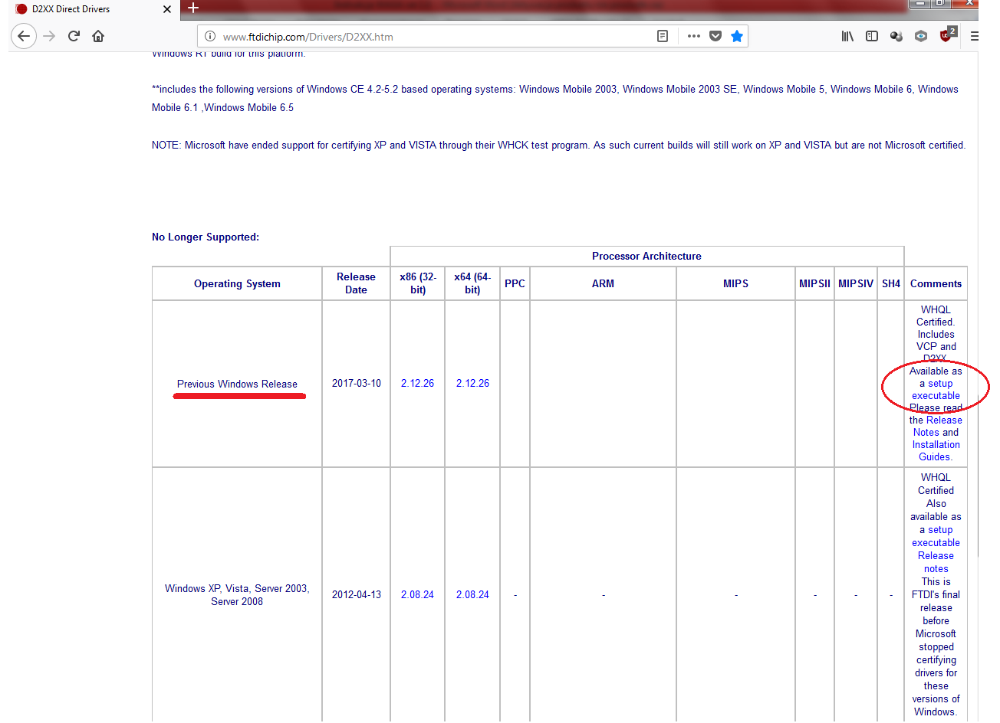 D2XX Direct Drivers
www.ftdichip.com/Drivers/D2XX.htm
2
Windows RT build for this platform.
**includes the following versions of Windows CE 4.2-5.2 based operating systems: Windows Mobile 2003, Windows Mobile 2003 SE, Windows Mobile 5, Windows Mobile 6, Windows
Mobile 6.1 ,Windows Mobile 6.5
NOTE: Microsoft have ended support for certifying XP and VISTA through their WHCK test program. As such current builds will still work on XP and VISTA but are not Microsoft certified.
No Longer Supported:
Processor Architecture
Operating System
Release
Date
x86 (32-
bit)
x64 (64-
bit)
PPC
ARM
MIPS
MIPSII
MIPSIV
SH4
Comments
Previous Windows Release
2017-03-10
2.12.26
2.12.26
WHQL
Certified.
Includes
VCP and
D2XX.
Available as
a setup
executable
Please read
the Release
Notes and
Installation
Guides.
Windows XP, Vista, Server 2003,
Server 2008
2012-04-13
2.08.24
2.08.24
-
-
-
-
-
-
WHQL
Certified
Also
available as
a setup
executable
Release
notes
This is
FTDI's final
release
before
Microsoft
stopped
certifying
drivers for
these
versions of
Windows.